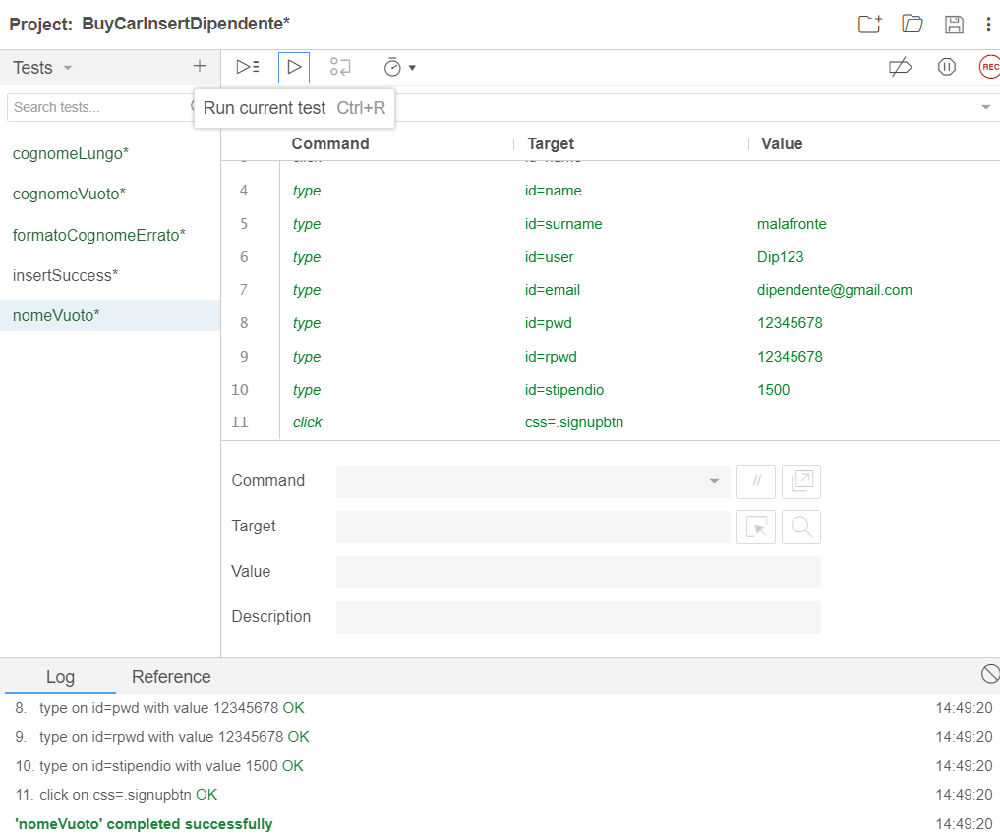 Project: BuyCarInsertDipendente*
Tests
REC
Search tests...
Run current test Ctrl+R
Command Target Value
cognomeLungo*
cognomeVuoto*
formatoCognomeErrato*
insertSuccess*
nomeVuoto*
3 click id=name
4 type id=name
5 type id=surname malafronte
6 type id=user Dip123
7 type id=email dipendente@gmail.com
8 type id=pwd 12345678
9 type id=rpwd 12345678
10 type id=stipendio 1500
11 click css=.signupbtn
Command //
Target
Value
Description
Log Reference
8. type on id=pwd with value 12345678 OK 14:49:20
9. type on id=rpwd with value 12345678 OK 14:49:20
10. type on id=stipendio with value 1500 OK 14:49:20
11. click on css=.signupbtn OK 14:49:20
'nomeVuoto' completed successfully 14:49:20